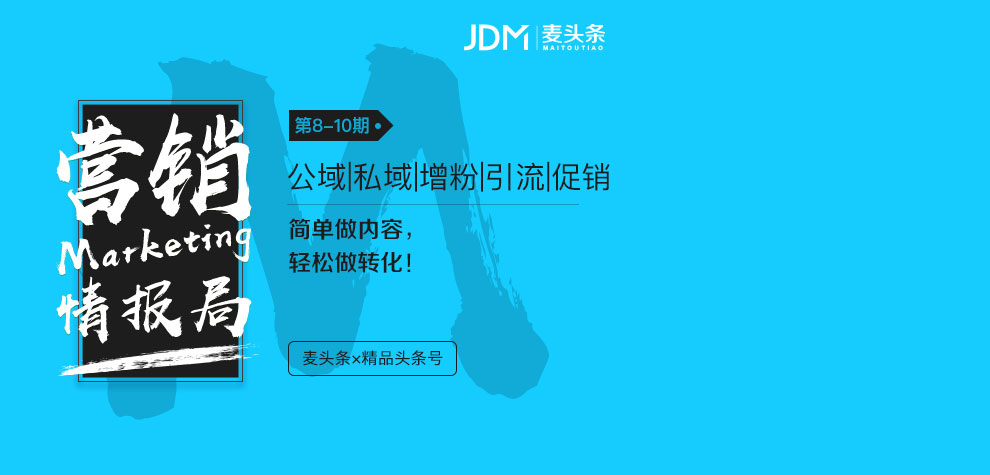 JDM 麦头条
MAITOUTIAO
营销
Marketing
情报局
第8-10期
公域|私域|增粉|引流|促销
简单做内容，
轻松做转化！
麦头条×精品头条号